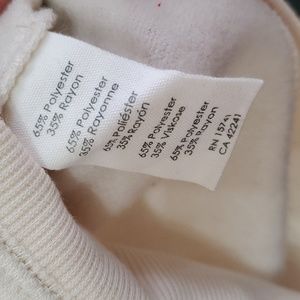 65% Polyester
35% Rayon
65% Polyester
35% Rayonne
65% Poliéster
35% Rayón
65% Polyester
35% Viskose
65% Polyester
35% Rayon
RN 15741
CA 42241